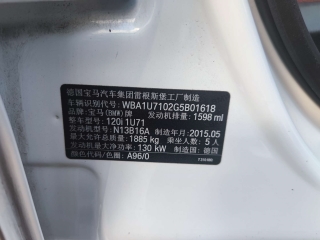 德国宝马汽车集团雷根斯堡工厂制造
车辆识别代号: WBA1U7102G5B01618
品牌: 宝马(BMW)牌 发动机排量: 1598 ml
整车型号: 120i 1U71
发动机型号: N13B16A 制造年月: 2015.05
最大允许总质量: 1885 kg 乘坐人数: 5 人
发动机最大净功率: 130 kW 制造国: 德国
颜色代号/色圈: A96/0